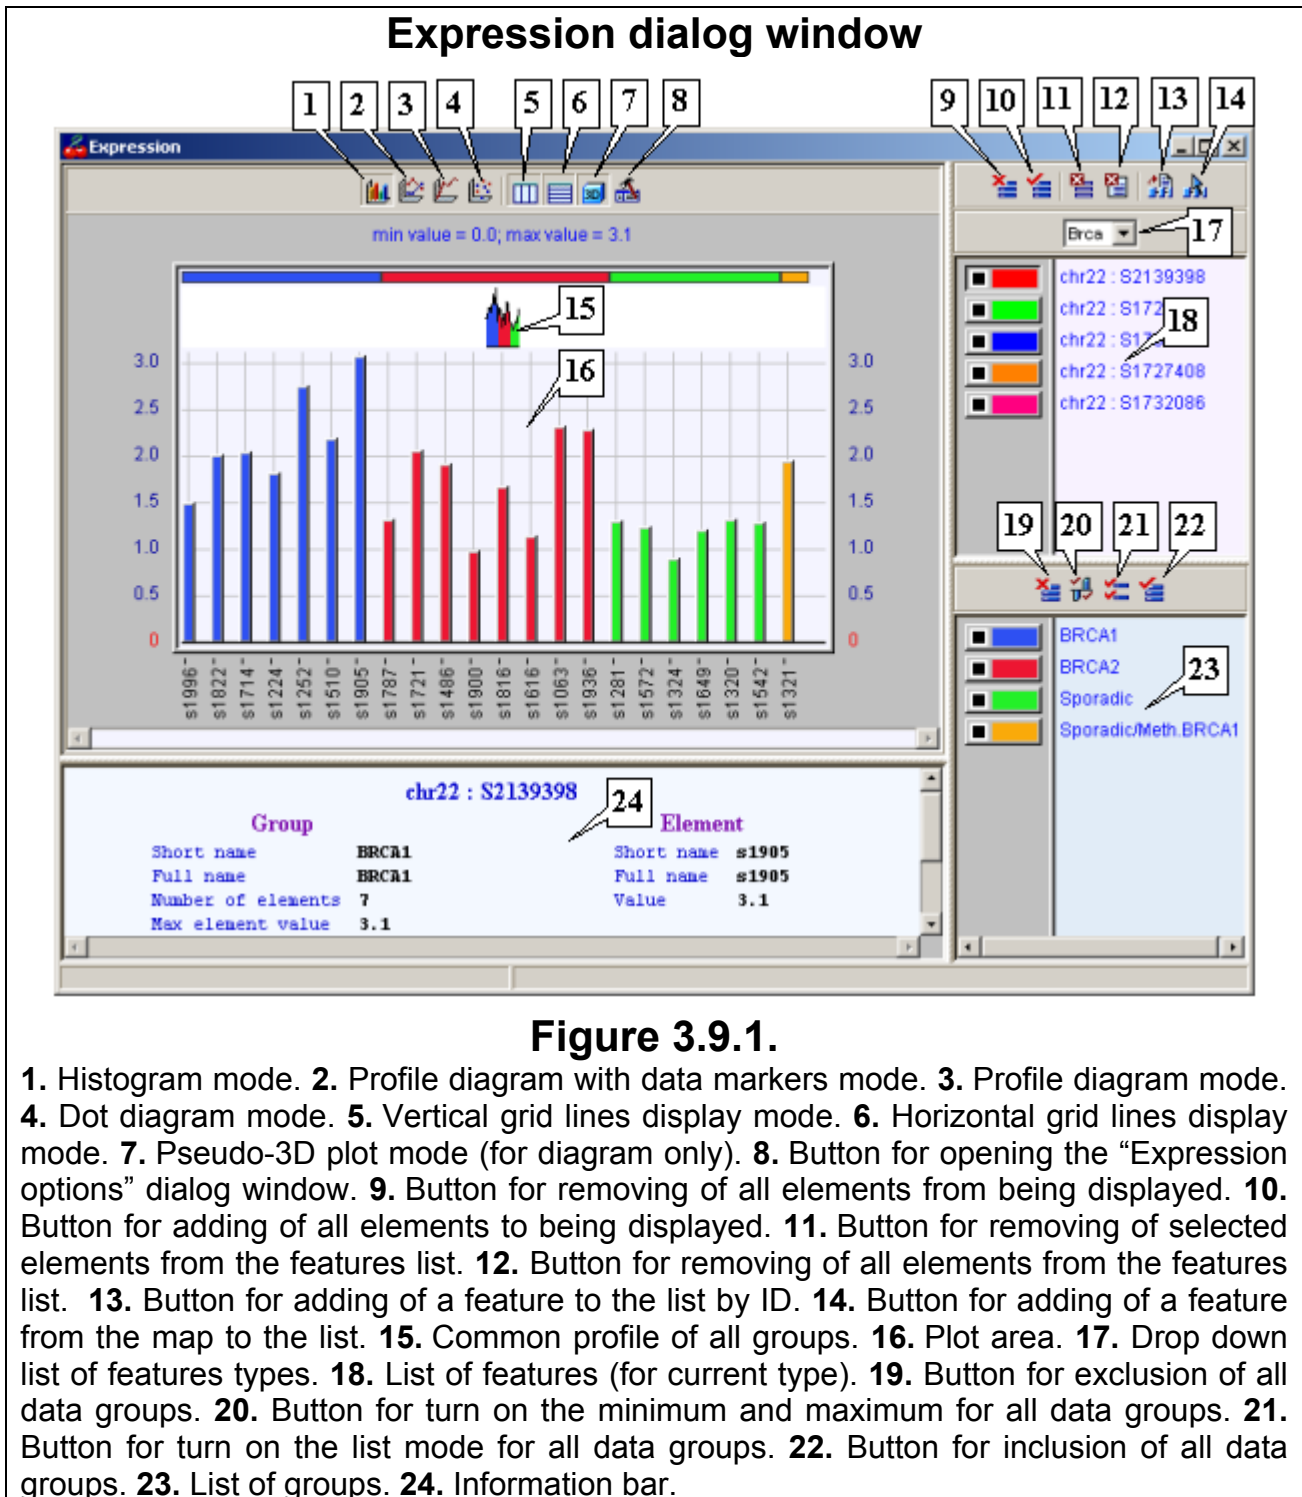 Expression dialog window
1 2 3 4 5 6 7 8 9 10 11 12 13 14
Expression
3D
min value = 0.0; max value = 3.1
Brca
17
chr22 : S2139398
chr22 : S172
chr22 : S17
chr22 : S1727408
chr22 : S1732086
18
15
16
3.0 3.0
2.5 2.5
2.0 2.0
1.5 1.5
1.0 1.0
0.5 0.5
0 0
s1996 s1822 s1714 s1224 s1252 s1510 s1905 s1787 s1721 s1486 s1900 s1816 s1616 s1063 s1936 s1281 s1572 s1324 s1649 s1320 s1542 s1321
19 20 21 22
BRCA1
BRCA2
Sporadic
Sporadic/Meth.BRCA1
23
chr22 : S2139398
24
Group Element
Short name BRCA1 Short name s1905
Full name BRCA1 Full name s1905
Number of elements 7 Value 3.1
Max element value 3.1
Figure 3.9.1.
1. Histogram mode. 2. Profile diagram with data markers mode. 3. Profile diagram mode.
4. Dot diagram mode. 5. Vertical grid lines display mode. 6. Horizontal grid lines display
mode. 7. Pseudo-3D plot mode (for diagram only). 8. Button for opening the “Expression
options” dialog window. 9. Button for removing of all elements from being displayed. 10.
Button for adding of all elements to being displayed. 11. Button for removing of selected
elements from the features list. 12. Button for removing of all elements from the features
list. 13. Button for adding of a feature to the list by ID. 14. Button for adding of a feature
from the map to the list. 15. Common profile of all groups. 16. Plot area. 17. Drop down
list of features types. 18. List of features (for current type). 19. Button for exclusion of all
data groups. 20. Button for turn on the minimum and maximum for all data groups. 21.
Button for turn on the list mode for all data groups. 22. Button for inclusion of all data
groups. 23. List of groups. 24. Information bar.